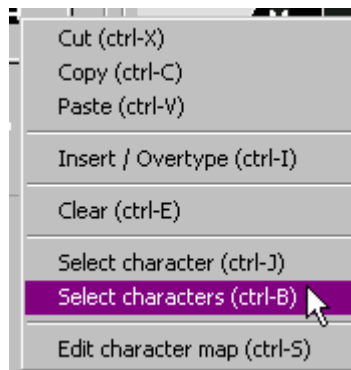 Cut (ctrl-X)
Copy (ctrl-C)
Paste (ctrl-V)
Insert / Overtype (ctrl-I)
Clear (ctrl-E)
Select character (ctrl-J)
Select characters (ctrl-B)
Edit character map (ctrl-S)